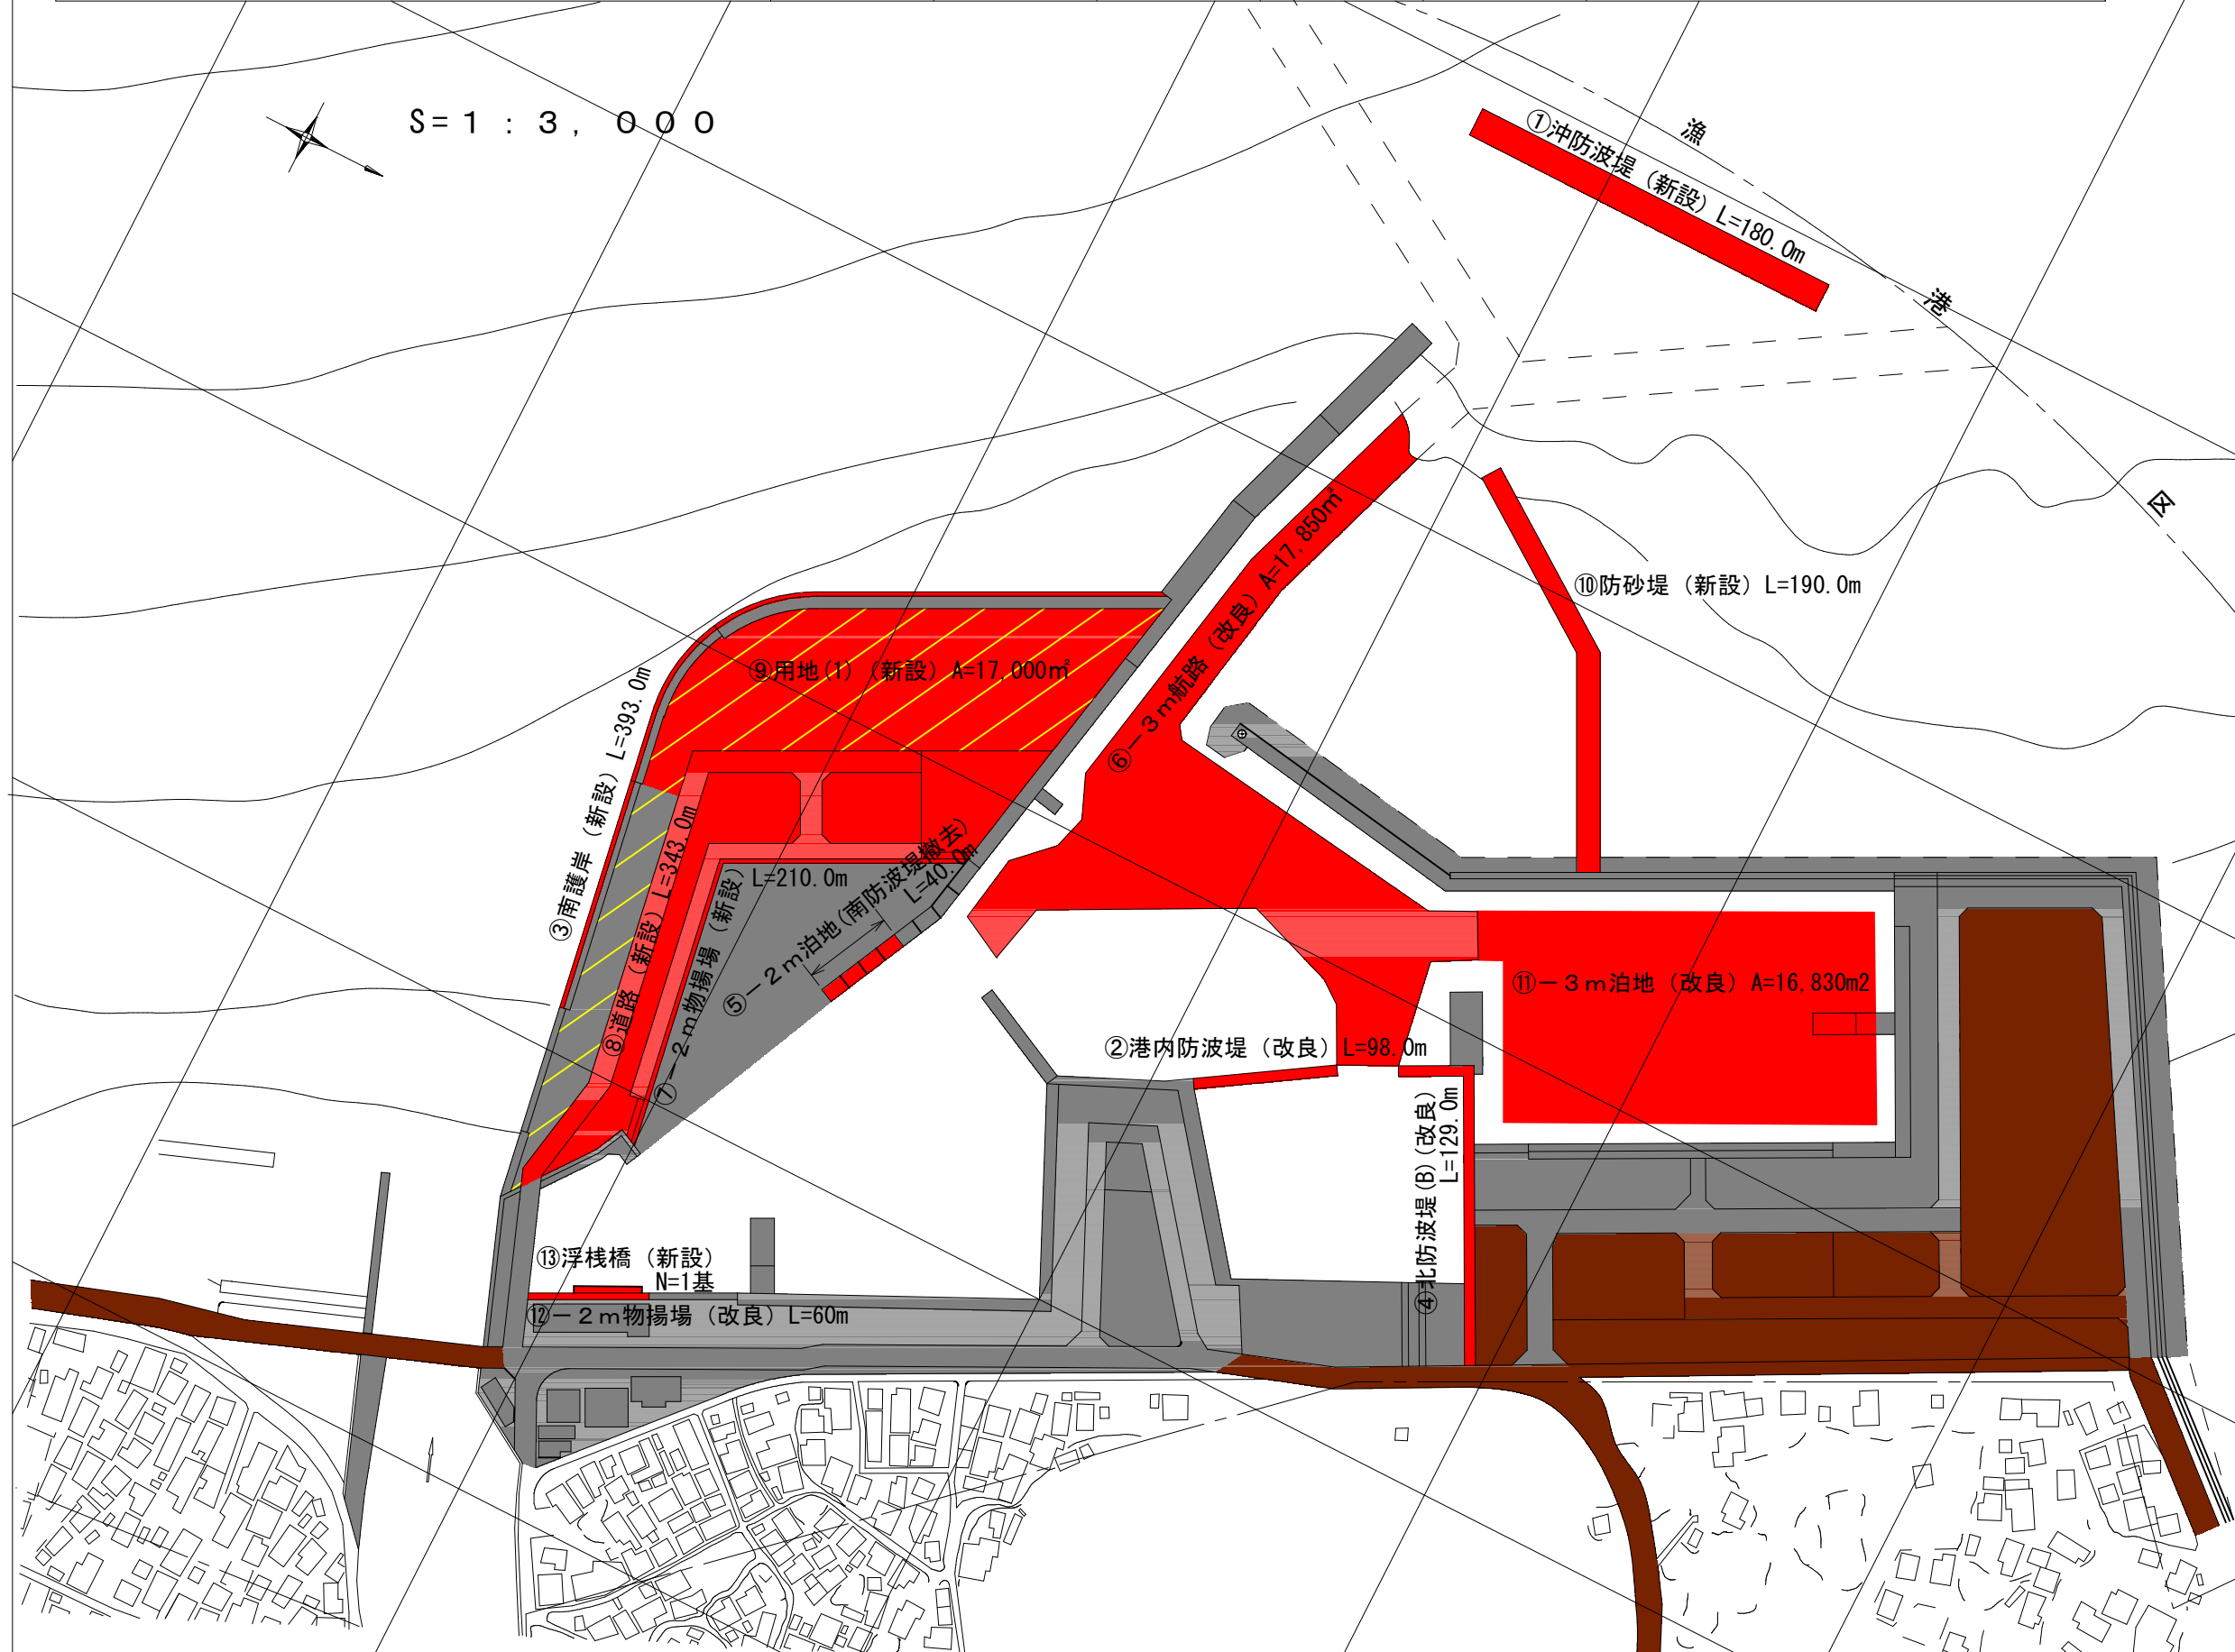 S=１：３，０００
漁
港
区
①沖防波堤（新設）L=180.0m
⑩防砂堤（新設）L=190.0m
⑥－３ｍ航路（改良）A=17,850㎡
⑨用地(1)（新設）A=17,000㎡
③南護岸（新設）L=393.0m
⑧道路（新設）L=343.0m
⑦－２ｍ物揚場（新設）L=210.0m
⑤－２ｍ泊地(南防波堤撤去)
L=40.0m
⑪－３ｍ泊地（改良）A=16,830m2
②港内防波堤（改良）L=98.0m
④北防波堤(B)(改良)
L=129.0m
⑬浮桟橋（新設）
N=1基
⑫－２ｍ物揚場（改良）L=60m